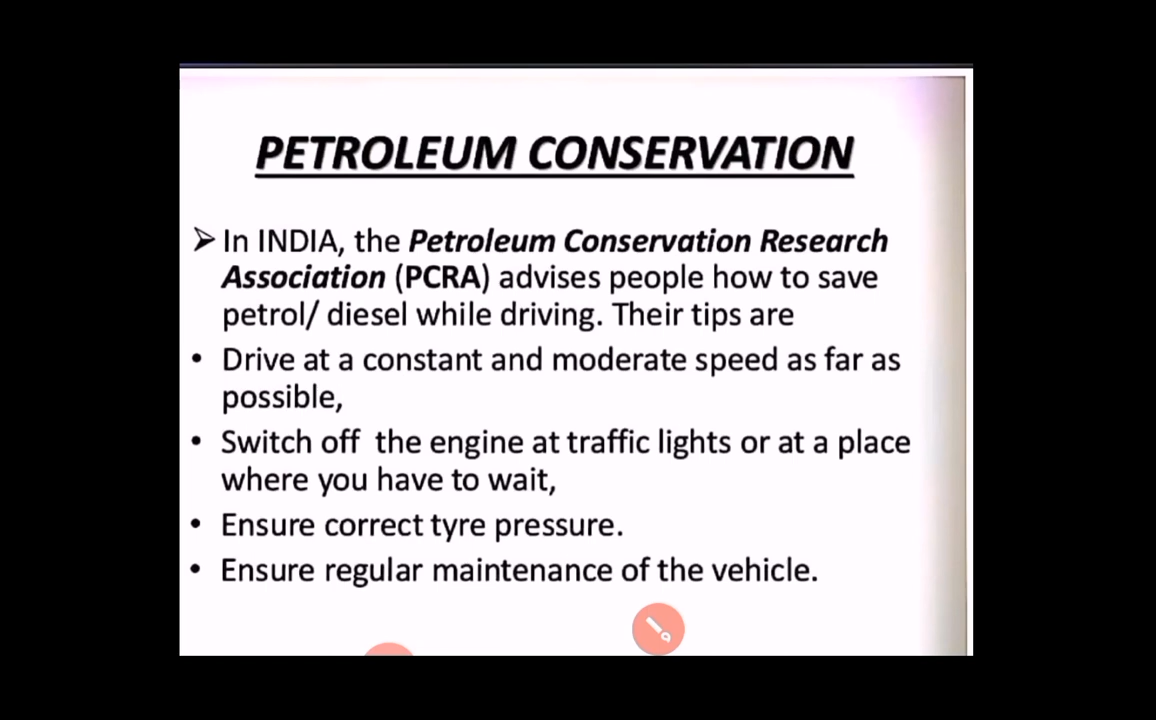 PETROLEUM CONSERVATION
➢ In INDIA, the Petroleum Conservation Research
Association (PCRA) advises people how to save
petrol/ diesel while driving. Their tips are
• Drive at a constant and moderate speed as far as
possible,
• Switch off  the engine at traffic lights or at a place
where you have to wait,
• Ensure correct tyre pressure.
• Ensure regular maintenance of the vehicle.